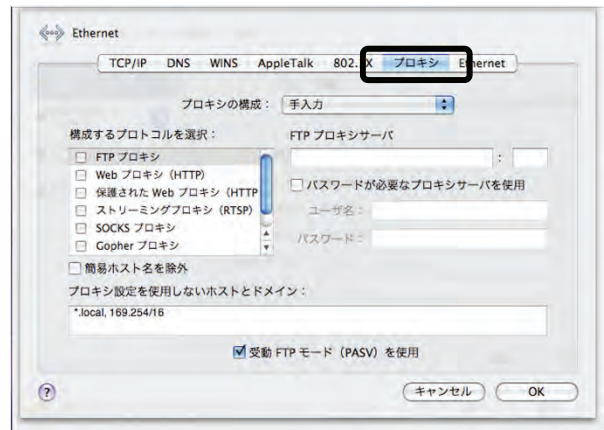 Ethernet
TCP/IP DNS WINS AppleTalk 802. X プロキシ Ethernet
プロキシの構成： 手入力
構成するプロトコルを選択：
FTP プロキシ
Web プロキシ（HTTP）
保護された Web プロキシ（HTTP
ストリーミングプロキシ（RTSP）
SOCKS プロキシ
Gopher プロキシ
FTP プロキシサーバ
:
パスワードが必要なプロキシサーバを使用
ユーザ名：
パスワード：
簡易ホスト名を除外
プロキシ設定を使用しないホストとドメイン：
*.local, 169.254/16
受動 FTP モード（PASV）を使用
?
キャンセル OK